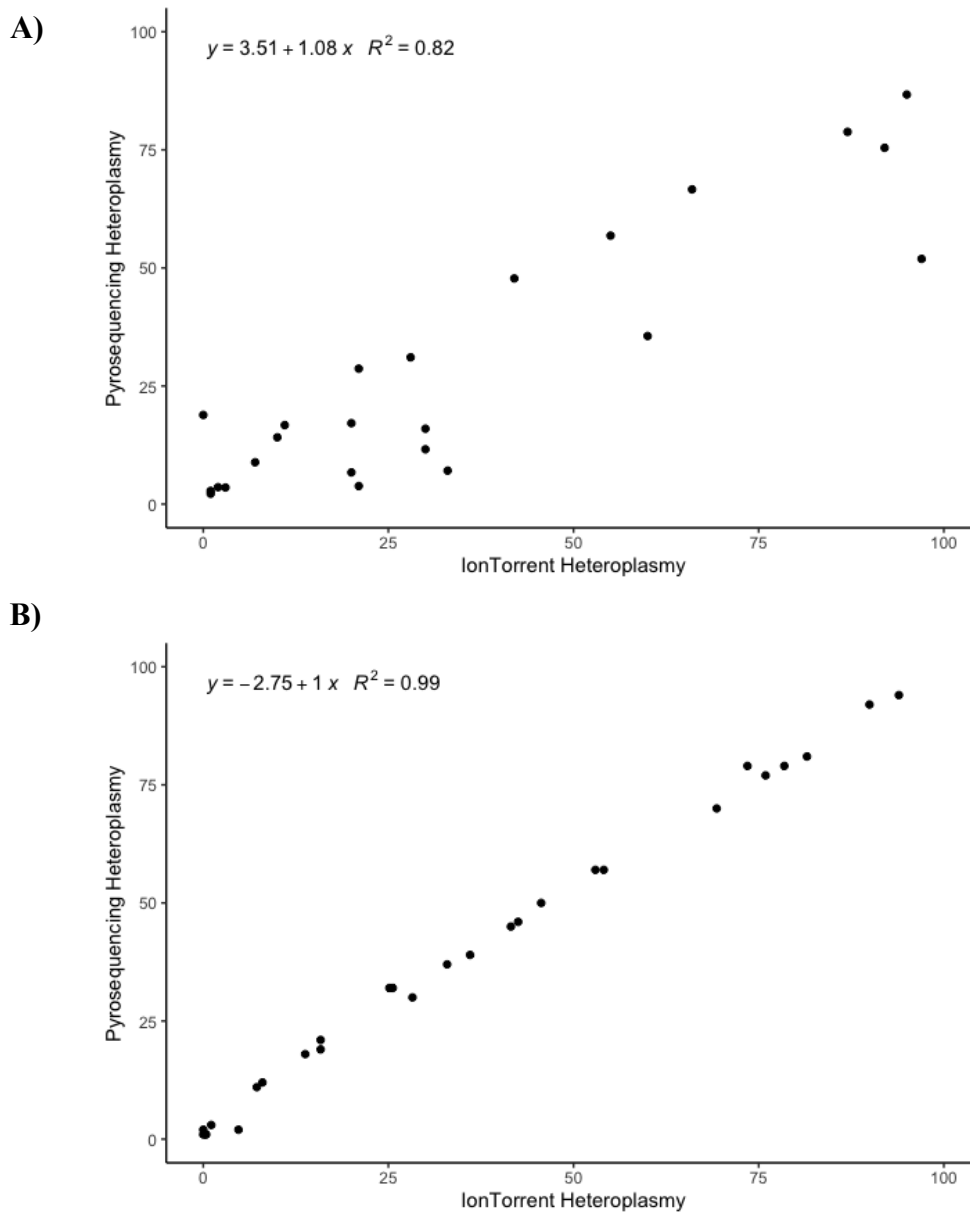 A)
y = 3.51 + 1.08 x R² = 0.82
100
75
50
25
0
Pyrosequencing Heteroplasmy
0 25 50 75 100
IonTorrent Heteroplasmy
B)
y = −2.75 + 1 x R² = 0.99
100
75
50
25
0
Pyrosequencing Heteroplasmy
0 25 50 75 100
IonTorrent Heteroplasmy